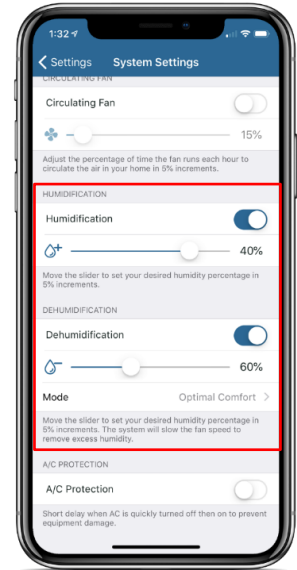 1:32
Settings
System Settings
CIRCULATING FAN
Circulating Fan
15%
Adjust the percentage of time the fan runs each hour to
circulate the air in your home in 5% increments.
HUMIDIFICATION
Humidification
40%
Move the slider to set your desired humidity percentage in
5% increments.
DEHUMIDIFICATION
Dehumidification
60%
Mode
Optimal Comfort
Move the slider to set your desired humidity percentage in
5% increments. The system will slow the fan speed to
remove excess humidity.
A/C PROTECTION
A/C Protection
Short delay when AC is quickly turned off then on to prevent
equipment damage.